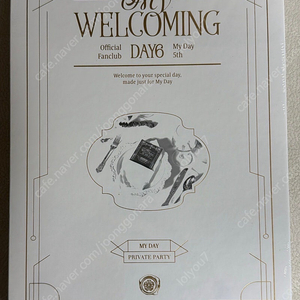 My
WELCOMING
Official
Fanclub
DAY6
My Day
5th
Welcome to your special day,
made just for My Day
MY DAY
PRIVATE PARTY